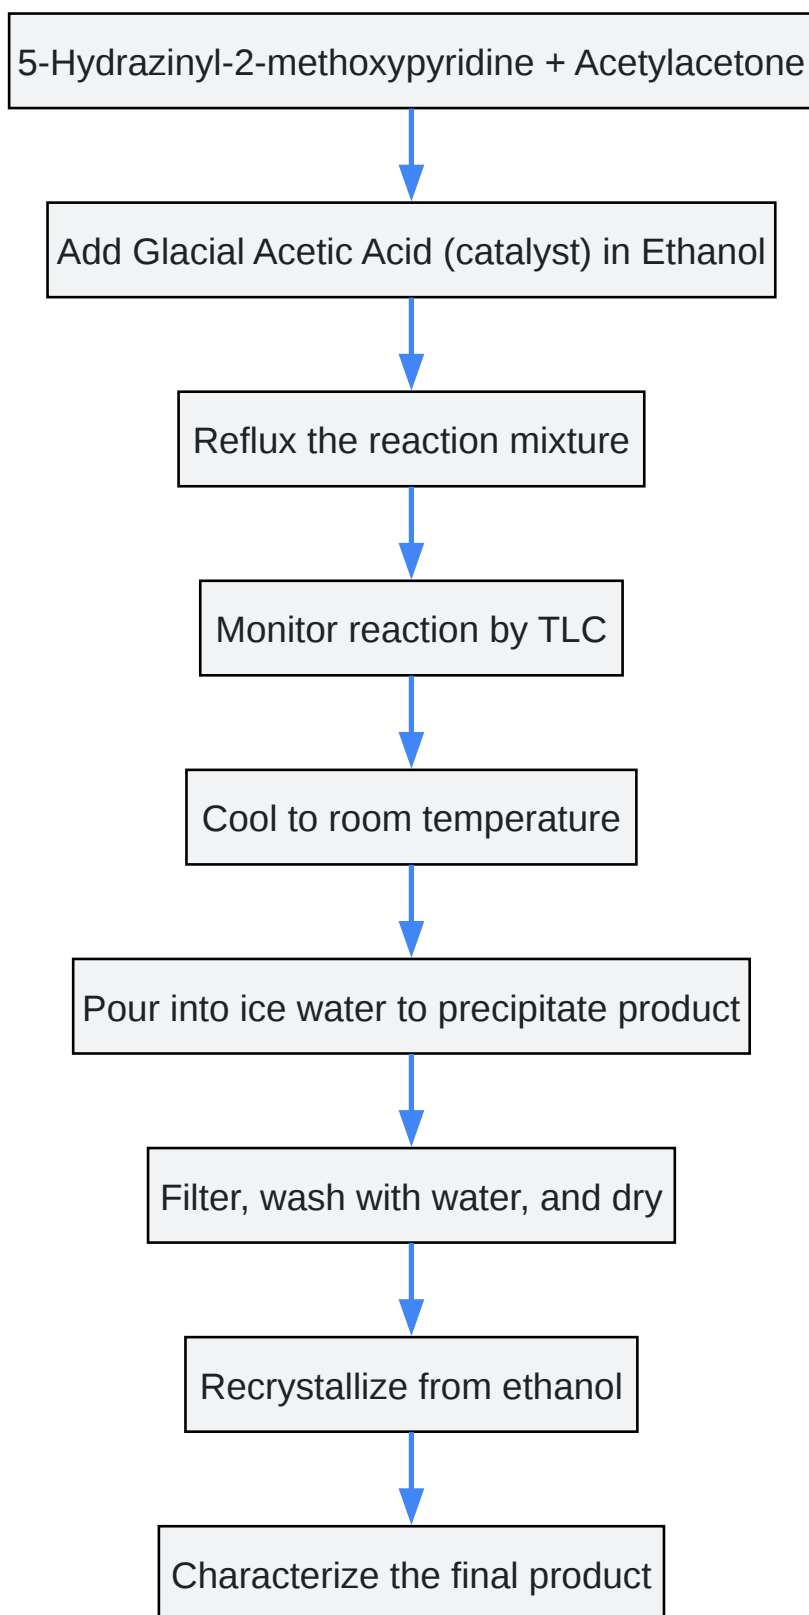 5-Hydrazinyl-2-methoxypyridine + Acetylacetone
Add Glacial Acetic Acid (catalyst) in Ethanol
Reflux the reaction mixture
Monitor reaction by TLC
Cool to room temperature
Pour into ice water to precipitate product
Filter, wash with water, and dry
Recrystallize from ethanol
Characterize the final product